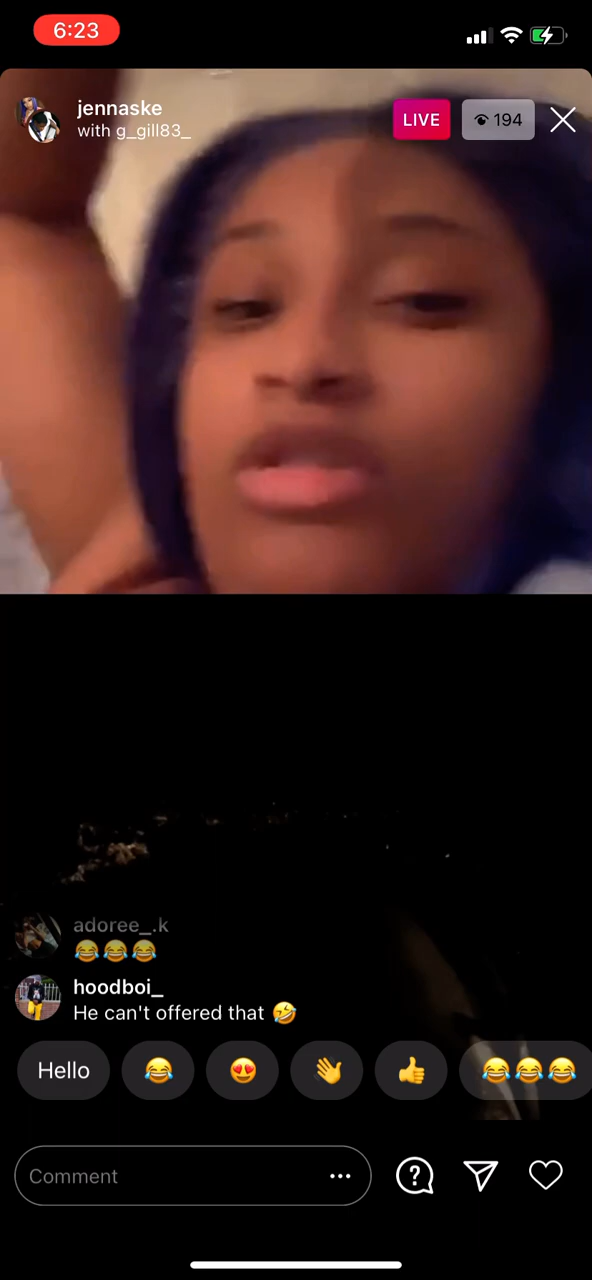 6:23
jennaske
with g_gill83_
LIVE
194
adoree_.k
😂😂😂
hoodboi_
He can't offered that 🤣
Hello
😂
😍
👋
👍
😂😂😂
Comment